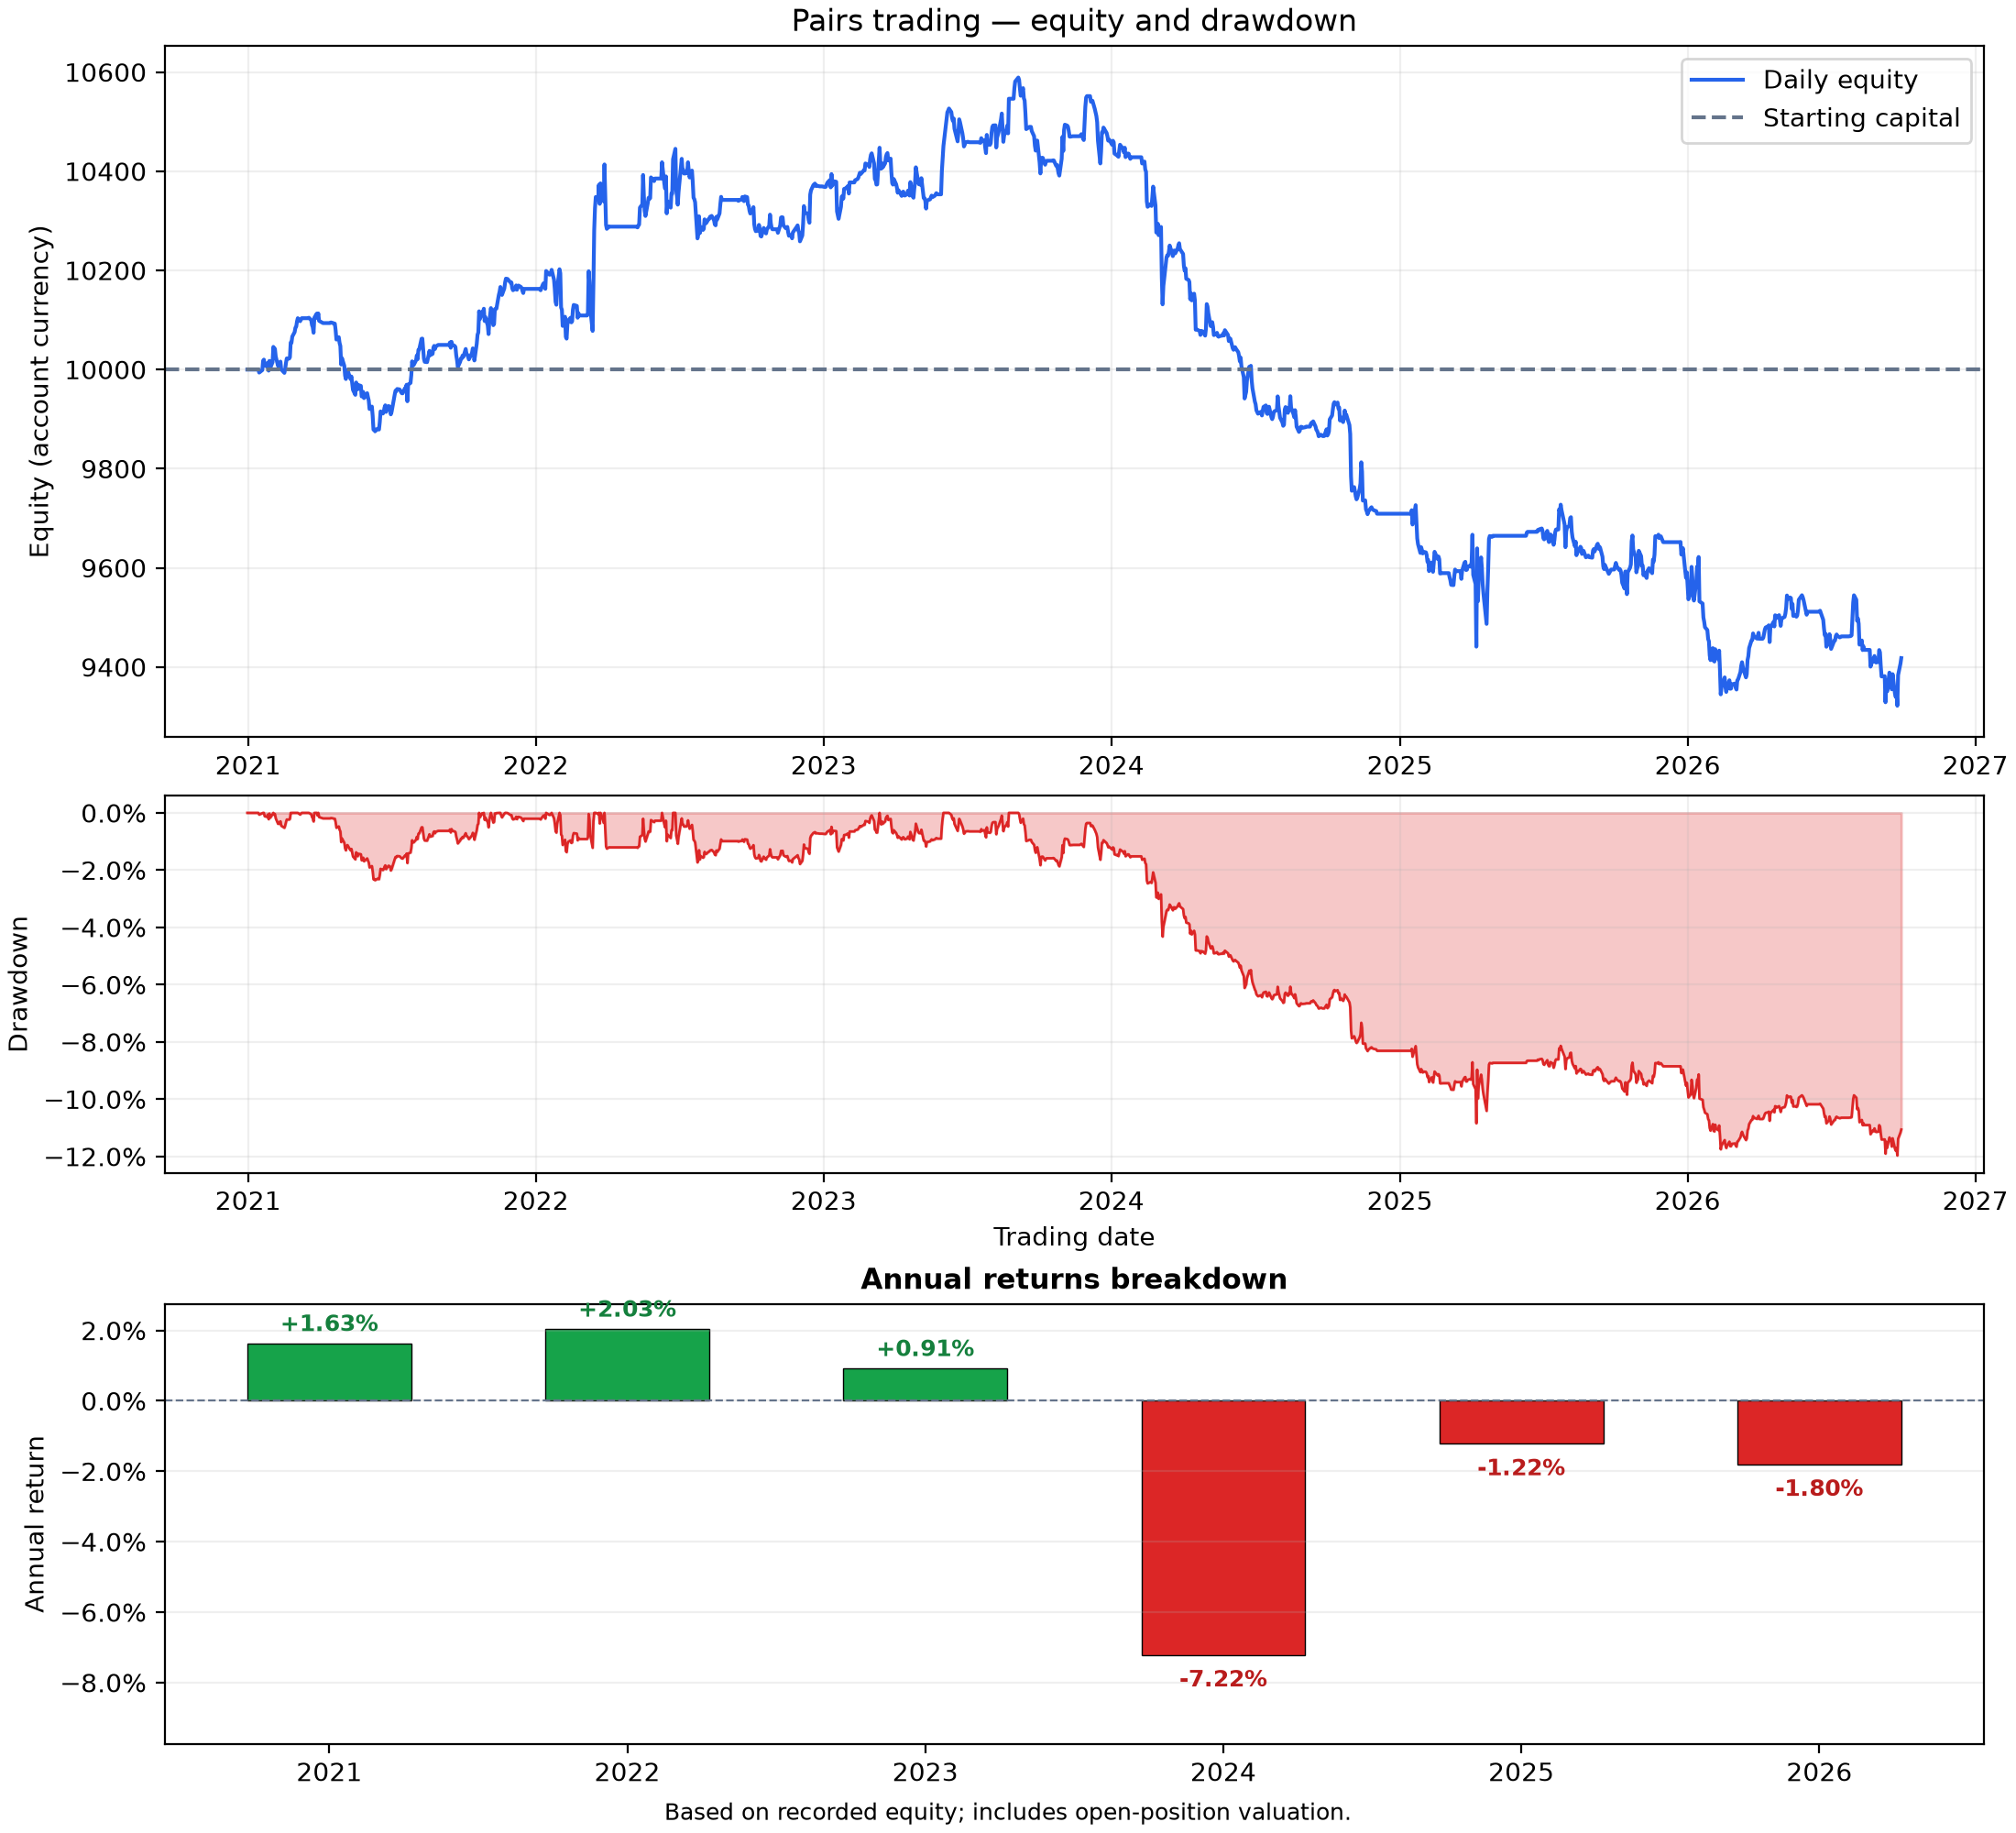 Pairs trading — equity and drawdown
Equity (account currency)
10600
10400
10200
10000
9800
9600
9400
Daily equity
Starting capital
2021 2022 2023 2024 2025 2026 2027
Drawdown
0.0%
−2.0%
−4.0%
−6.0%
−8.0%
−10.0%
−12.0%
2021 2022 2023 2024 2025 2026 2027
Trading date
Annual returns breakdown
Annual return
2.0%
0.0%
−2.0%
−4.0%
−6.0%
−8.0%
+1.63%
+2.03%
+0.91%
-7.22%
-1.22%
-1.80%
2021 2022 2023 2024 2025 2026
Based on recorded equity; includes open-position valuation.